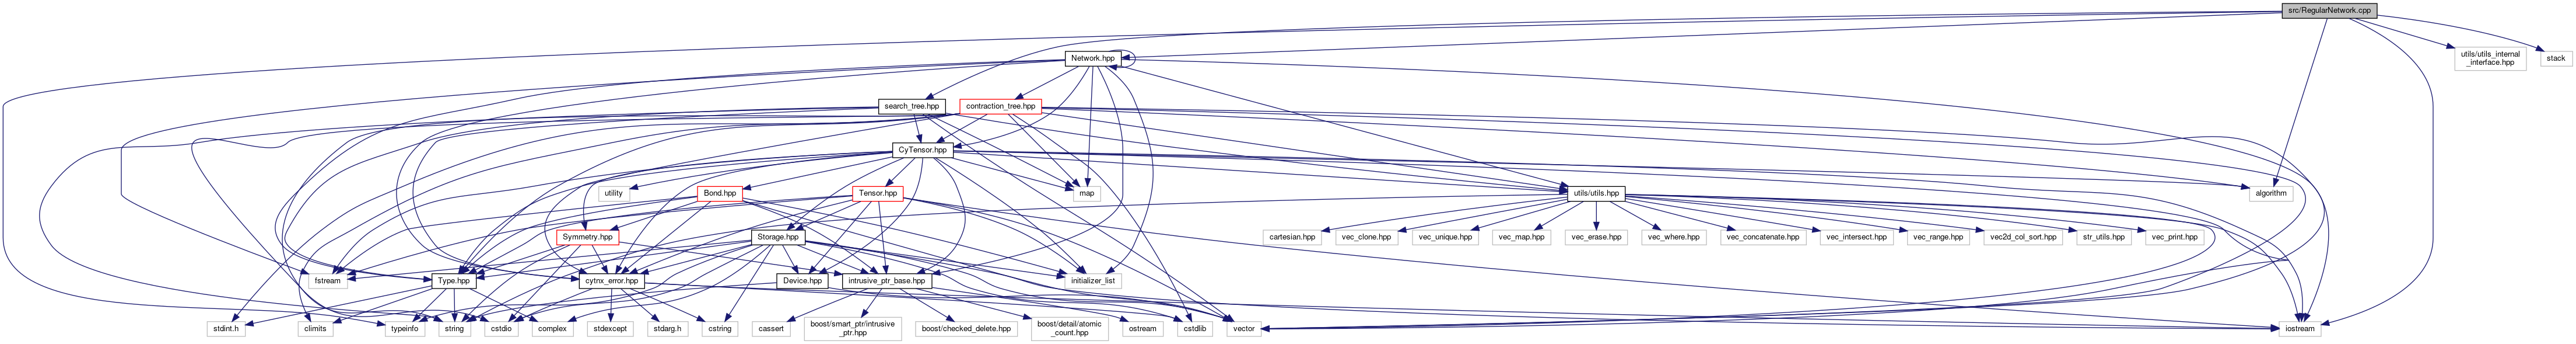 src/RegularNetwork.cpp
Network.hpp
utils/utils_internal
_interface.hpp
stack
search_tree.hpp
contraction_tree.hpp
CyTensor.hpp
utility
Bond.hpp
Tensor.hpp
map
utils/utils.hpp
algorithm
Symmetry.hpp
Storage.hpp
cartesian.hpp
vec_clone.hpp
vec_unique.hpp
vec_map.hpp
vec_erase.hpp
vec_where.hpp
vec_concatenate.hpp
vec_intersect.hpp
vec_range.hpp
vec2d_col_sort.hpp
str_utils.hpp
vec_print.hpp
fstream
Type.hpp
cytnx_error.hpp
Device.hpp
intrusive_ptr_base.hpp
initializer_list
stdint.h
climits
typeinfo
string
cstdio
complex
stdexcept
stdarg.h
cstring
cassert
boost/smart_ptr/intrusive
_ptr.hpp
boost/checked_delete.hpp
boost/detail/atomic
_count.hpp
ostream
cstdlib
vector
iostream